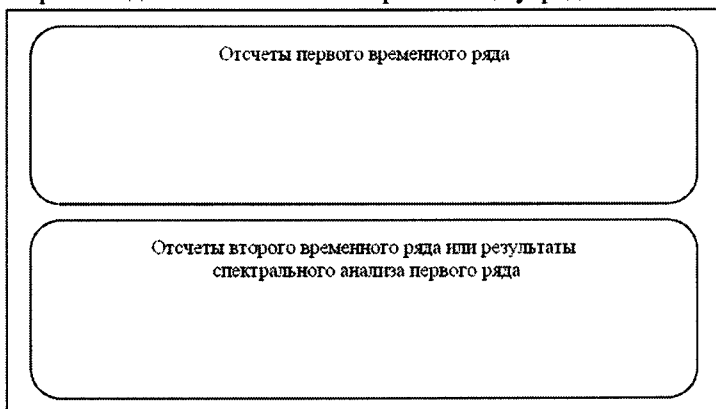 Отсчеты первого временного ряда
Отсчеты второго временного ряда или результаты
спектрального анализа первого ряда